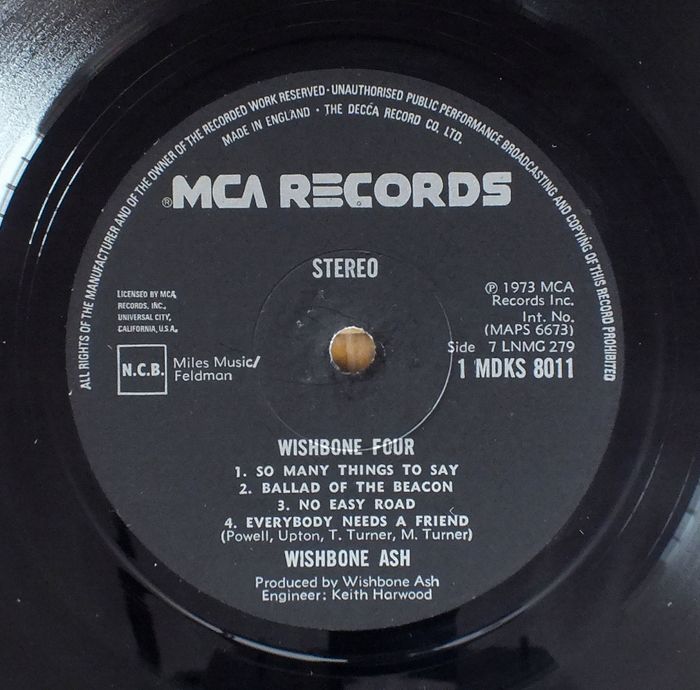 ALL RIGHTS OF THE MANUFACTURER AND OF THE OWNER OF THE RECORDED WORK RESERVED · UNAUTHORISED PUBLIC PERFORMANCE BROADCASTING AND COPYING OF THIS RECORD PROHIBITED
MADE IN ENGLAND · THE DECCA RECORD CO, LTD.
®MCA RECORDS
STEREO
LICENSED BY MCA
RECORDS, INC.,
UNIVERSAL CITY,
CALIFORNIA, U.S.A.
℗ 1973 MCA
Records Inc.
Int. No.
(MAPS 6673)
Side 7 LNMG 279
1 MDKS 8011
N.C.B.
Miles Music/
Feldman
WISHBONE FOUR
1. SO MANY THINGS TO SAY
2. BALLAD OF THE BEACON
3. NO EASY ROAD
4. EVERYBODY NEEDS A FRIEND
(Powell, Upton, T. Turner, M. Turner)
WISHBONE ASH
Produced by Wishbone Ash
Engineer: Keith Harwood